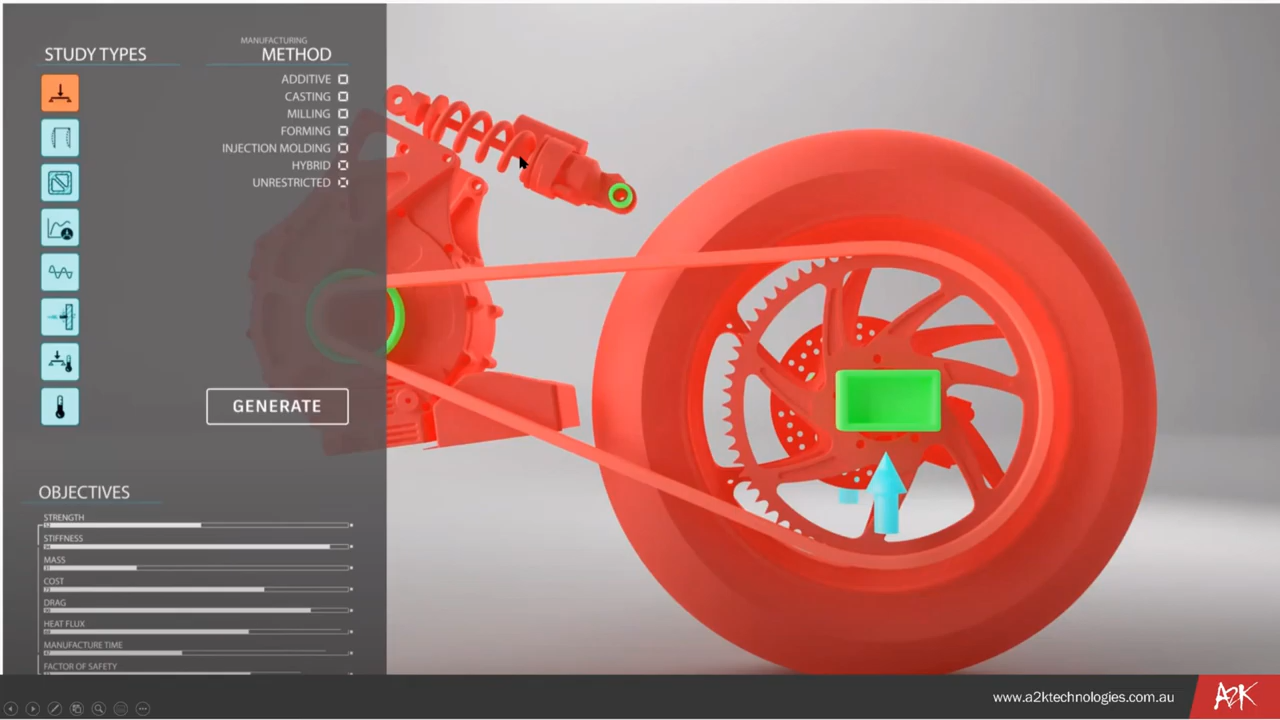 STUDY TYPES
MANUFACTURING
METHOD
ADDITIVE
CASTING
MILLING
FORMING
INJECTION MOLDING
HYBRID
UNRESTRICTED
GENERATE
OBJECTIVES
STRENGTH
STIFFNESS
MASS
COST
DRAG
HEAT FLUX
MANUFACTURE TIME
FACTOR OF SAFETY
www.a2ktechnologies.com.au
A2K